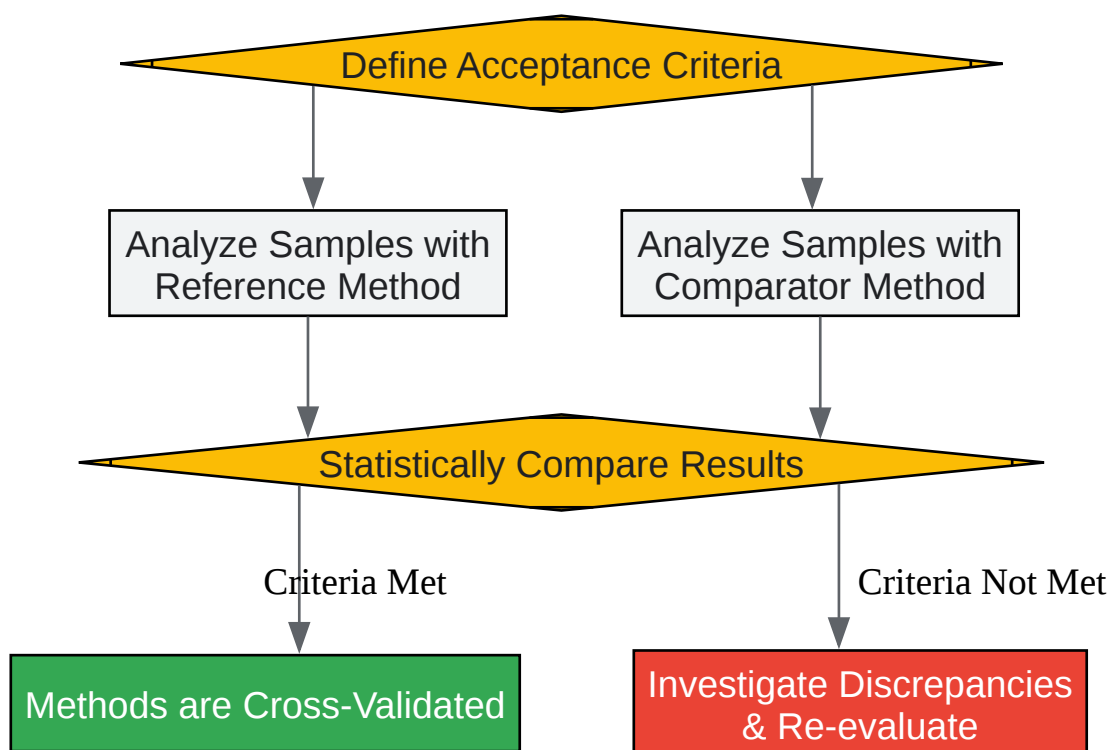 Define Acceptance Criteria
Analyze Samples with
Reference Method
Analyze Samples with
Comparator Method
Statistically Compare Results
Criteria Met
Criteria Not Met
Methods are Cross-Validated
Investigate Discrepancies
& Re-evaluate